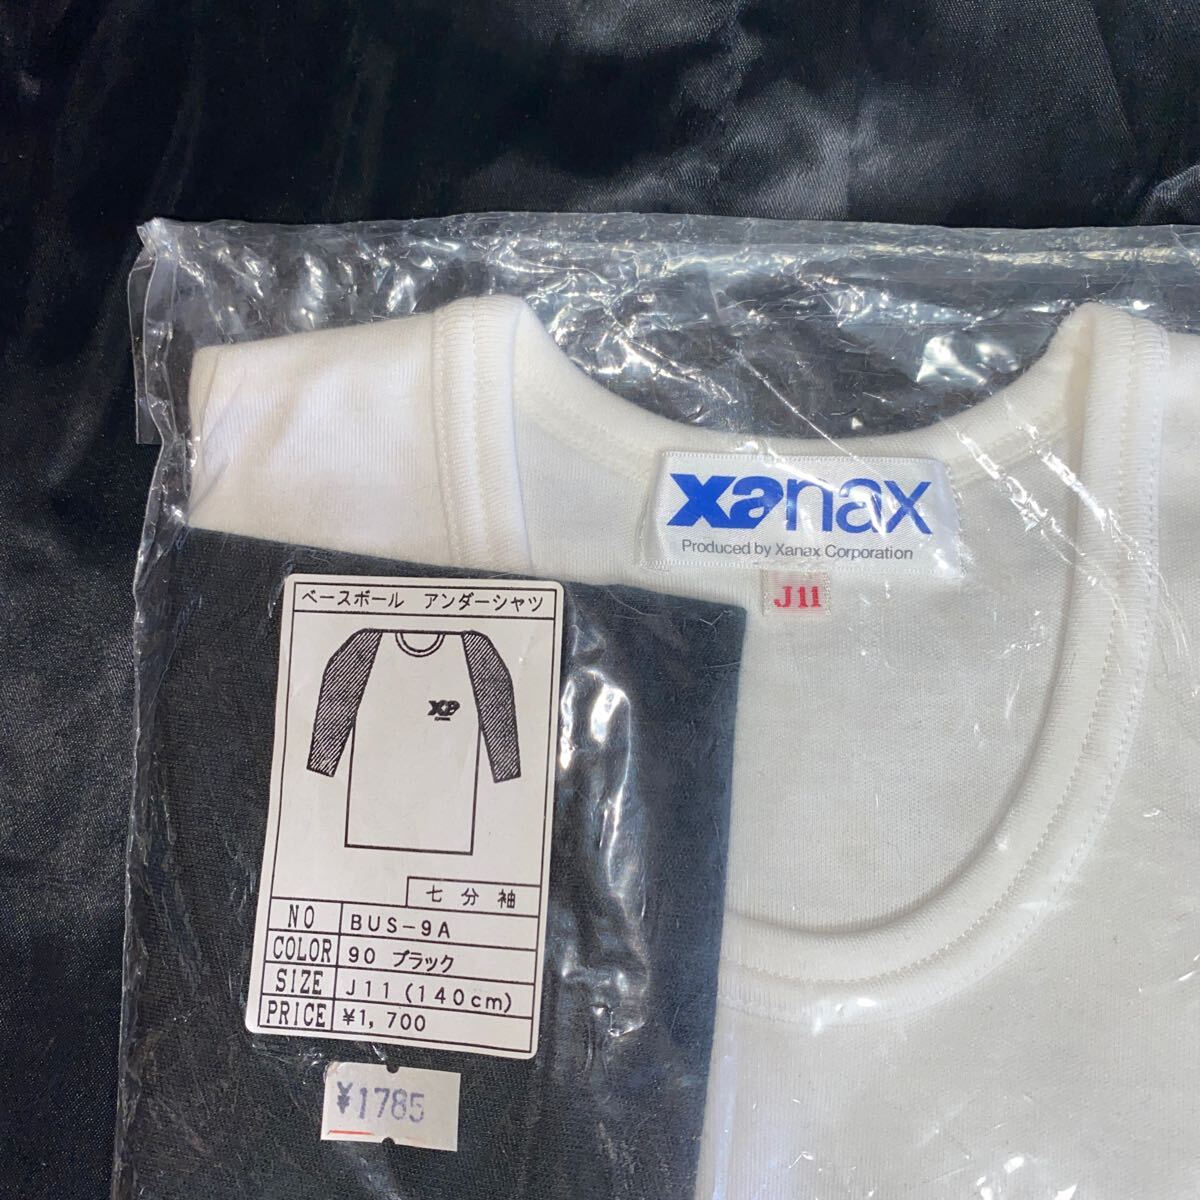 xanax
Produced by Xanax Corporation
J11
ベースボール アンダーシャツ
XP
七分袖
NO BUS-9A
COLOR 90 ブラック
SIZE J11(140cm)
PRICE ¥1,700
¥1785